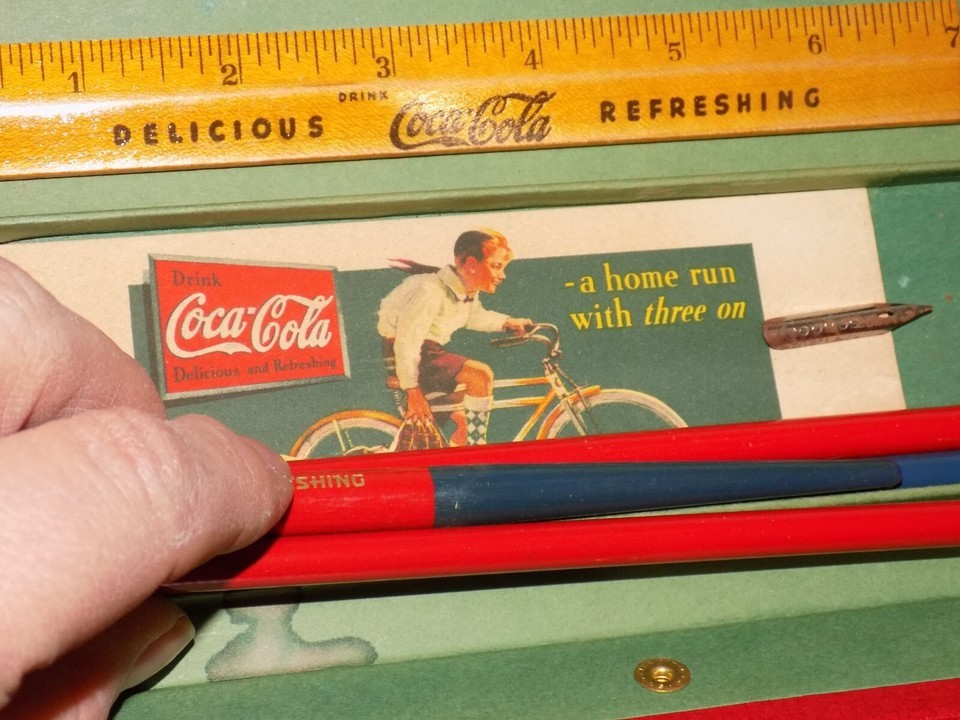 1 2 3 4 5 6 7
DRINK
DELICIOUS Coca-Cola REFRESHING
Drink
Coca-Cola
Delicious and Refreshing
-a home run
with three on
SHING